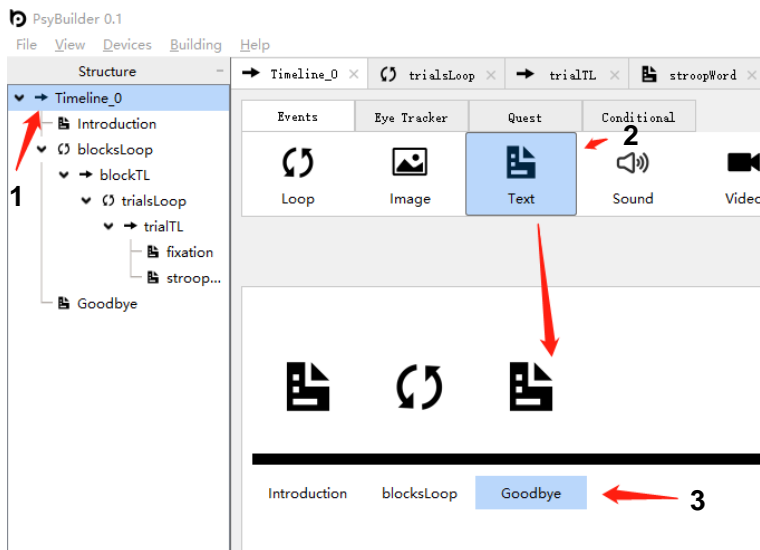 PsyBuilder 0.1
File View Devices Building Help
Structure
Timeline_0
Introduction
blocksLoop
blockTL
trialsLoop
trialTL
fixation
stroop...
Goodbye
1
Timeline_0 trialsLoop trialTL stroopWord
Events Eye Tracker Quest Conditional
2
Loop Image Text Sound Video
Introduction blocksLoop Goodbye
3